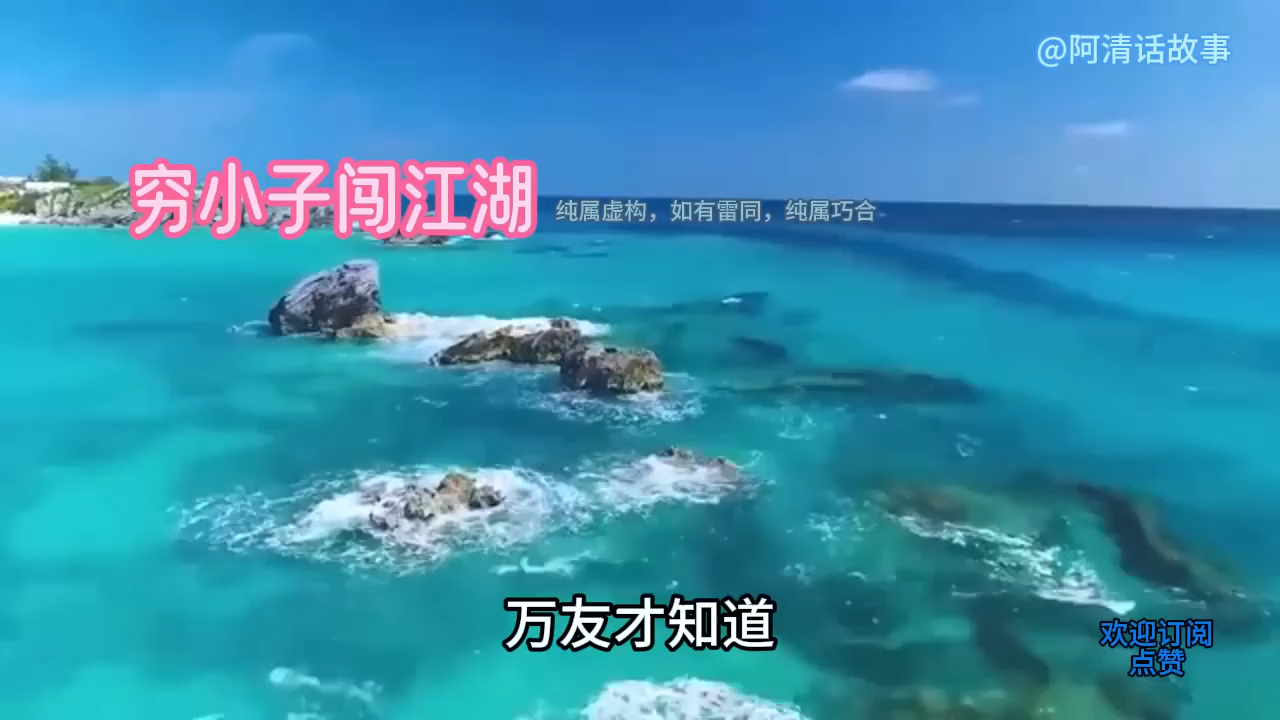 @阿清话故事
穷小子闯江湖
纯属虚构，如有雷同，纯属巧合
万友才知道
欢迎订阅
点赞